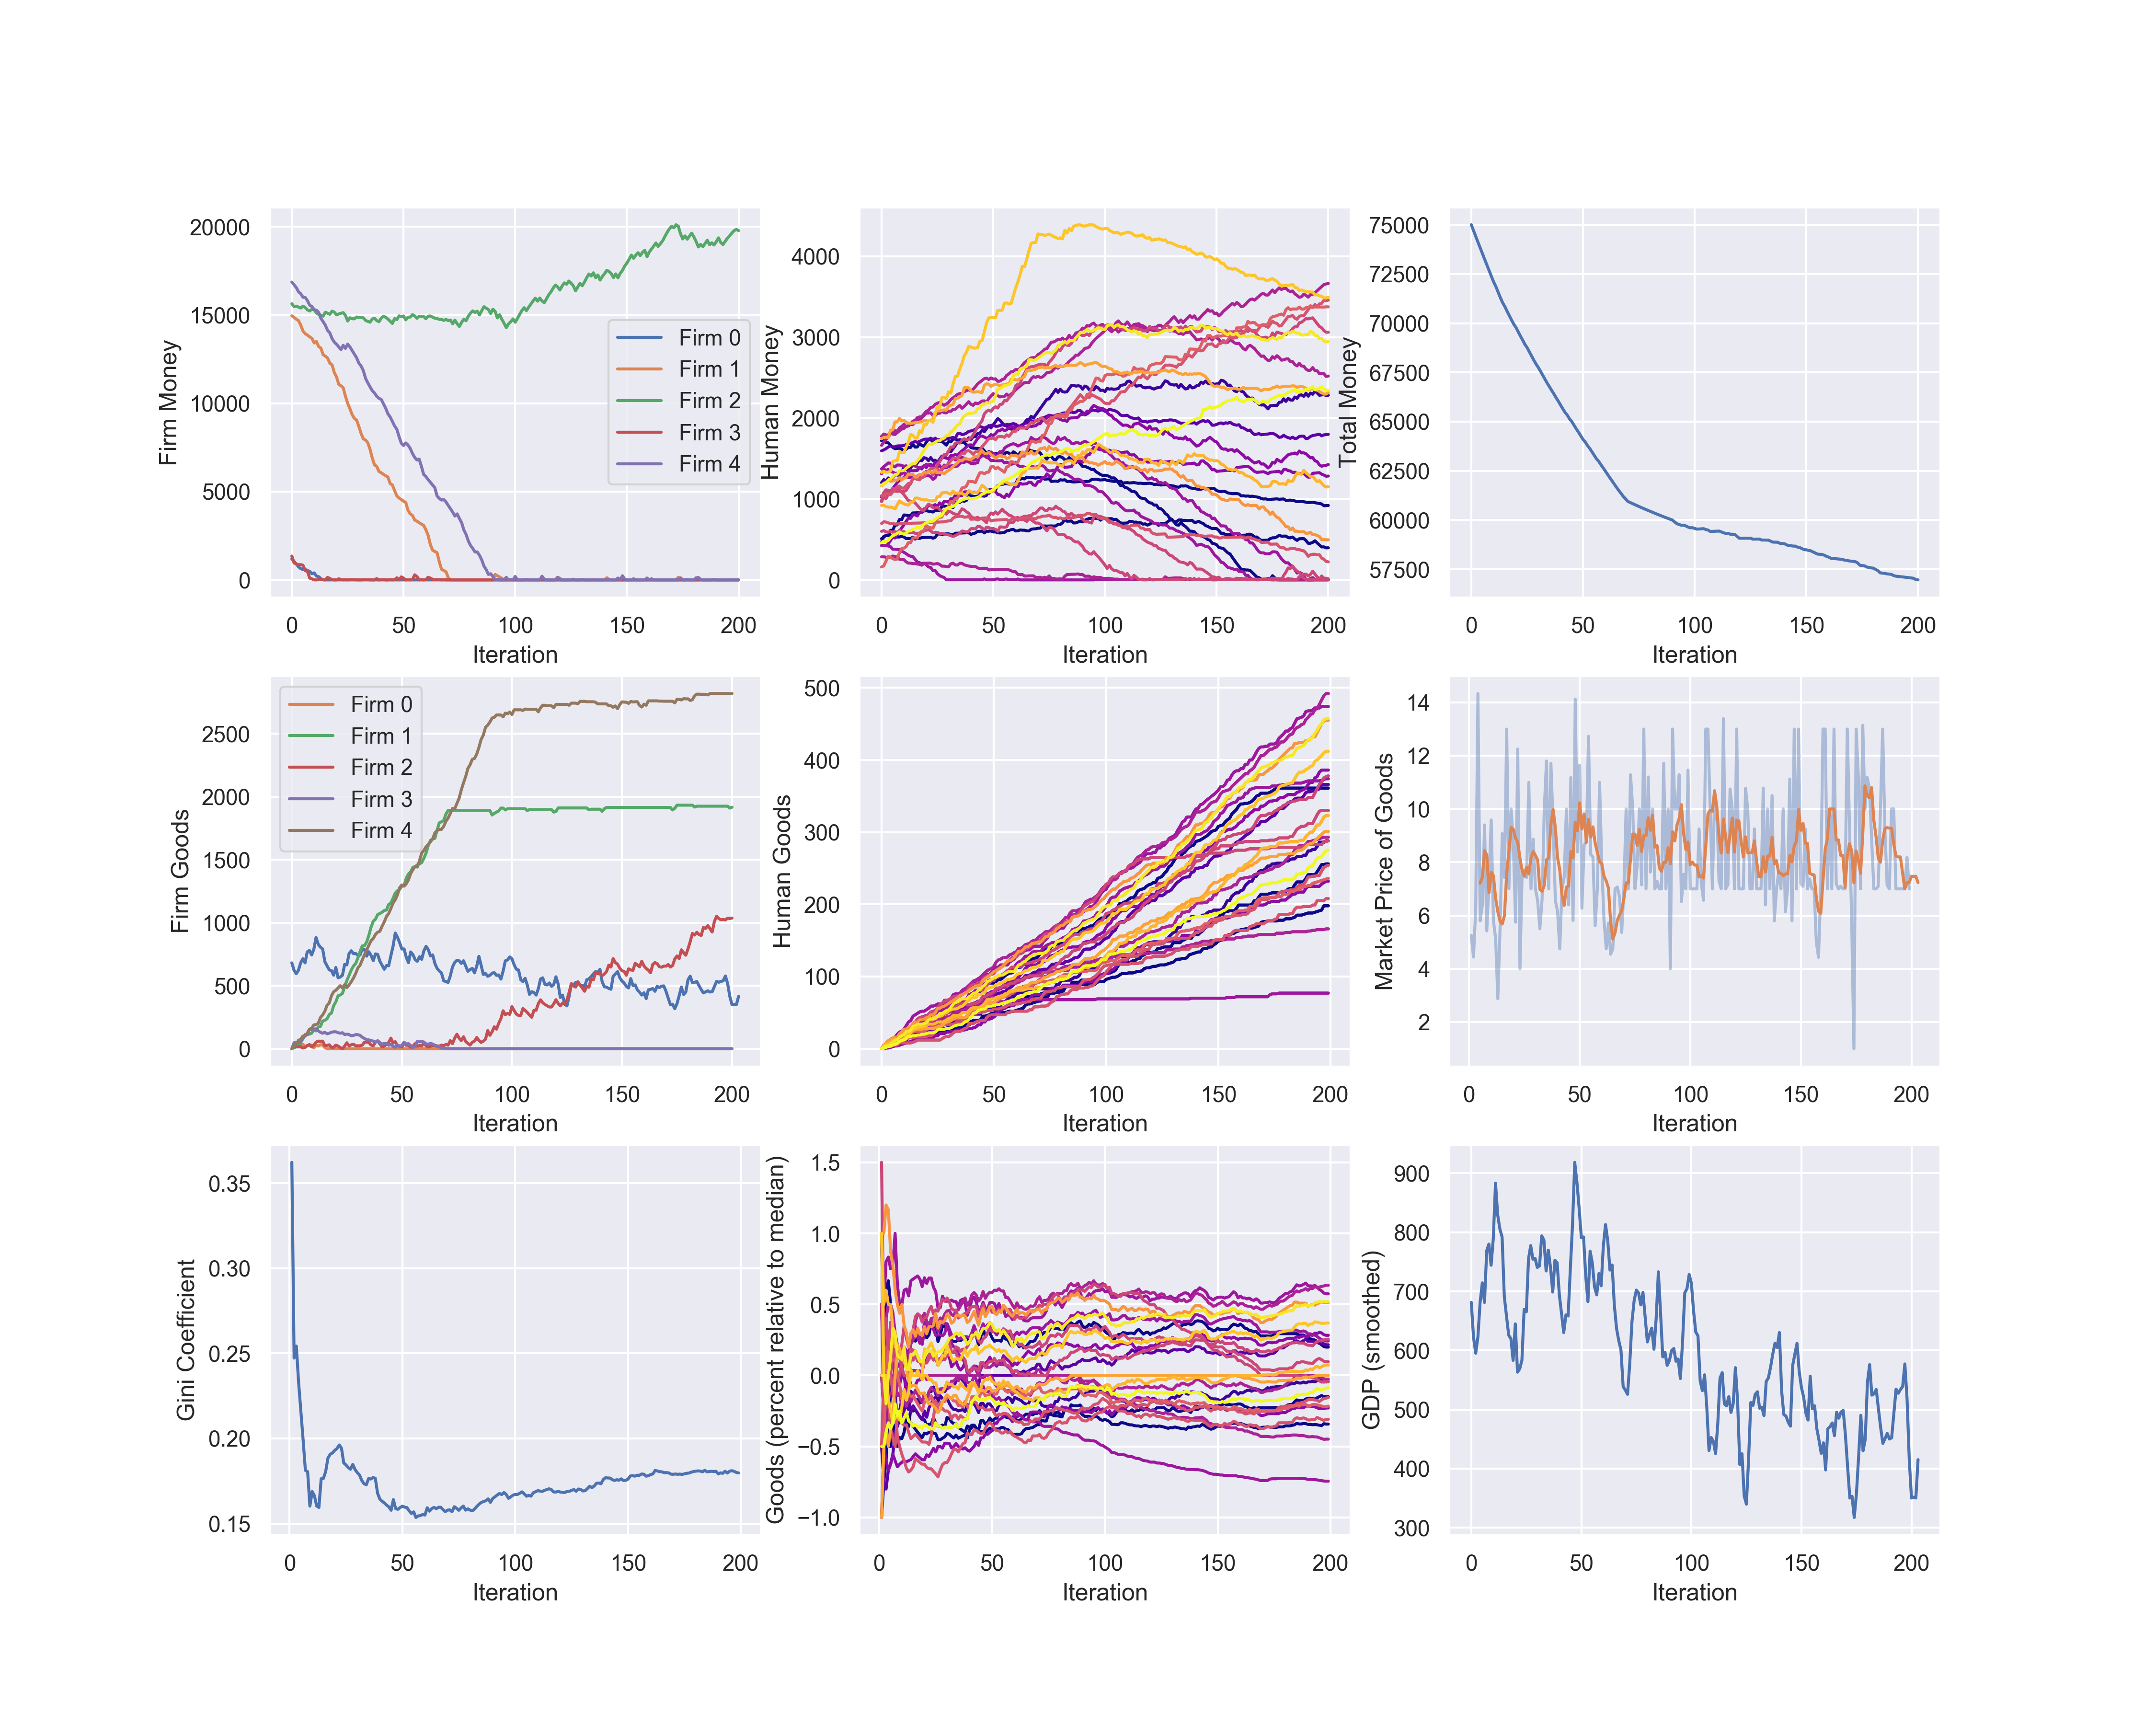 Firm Money
20000
15000
10000
5000
0
Firm 0
Firm 1
Firm 2
Firm 3
Firm 4
0 50 100 150 200
Iteration
Human Money
4000
3000
2000
1000
0
0 50 100 150 200
Iteration
Total Money
75000
72500
70000
67500
65000
62500
60000
57500
0 50 100 150 200
Iteration
Firm Goods
2500
2000
1500
1000
500
0
Firm 0
Firm 1
Firm 2
Firm 3
Firm 4
0 50 100 150 200
Iteration
Human Goods
500
400
300
200
100
0
0 50 100 150 200
Iteration
Market Price of Goods
14
12
10
8
6
4
2
0 50 100 150 200
Iteration
Gini Coefficient
0.35
0.30
0.25
0.20
0.15
0 50 100 150 200
Iteration
Goods (percent relative to median)
1.5
1.0
0.5
0.0
−0.5
−1.0
0 50 100 150 200
Iteration
GDP (smoothed)
900
800
700
600
500
400
300
0 50 100 150 200
Iteration